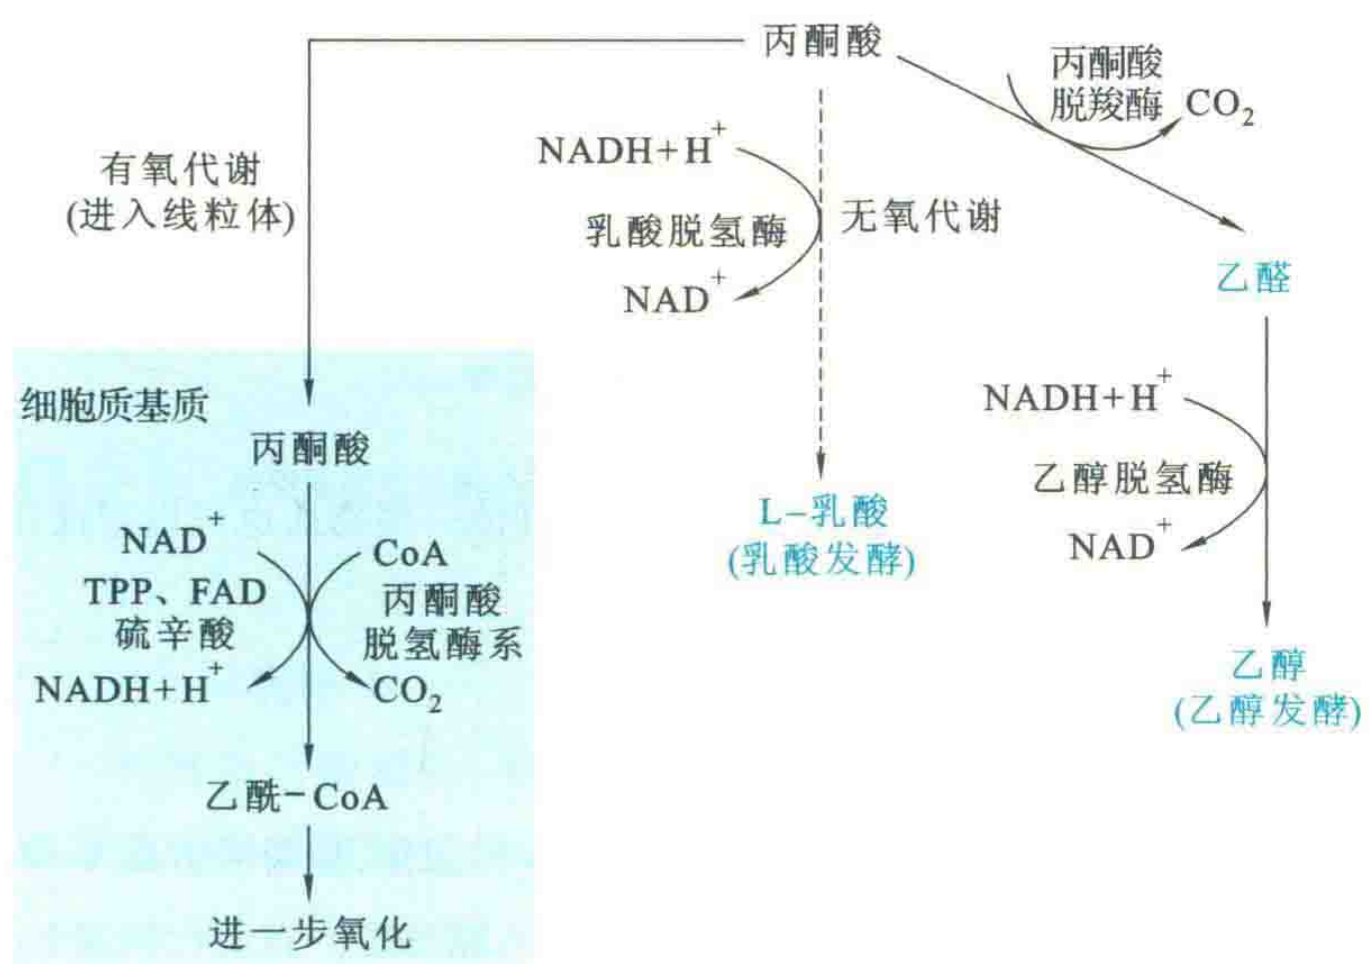 丙酮酸
丙酮酸
脱羧酶 CO₂
NADH+H⁺
有氧代谢
(进入线粒体)
乳酸脱氢酶
无氧代谢
NAD⁺
乙醛
细胞质基质
丙酮酸
NADH+H⁺
乙醇脱氢酶
NAD⁺
L-乳酸
(乳酸发酵)
NAD⁺
CoA
TPP、FAD
硫辛酸
丙酮酸
脱氢酶系
NADH+H⁺
CO₂
乙醇
(乙醇发酵)
乙酰-CoA
进一步氧化